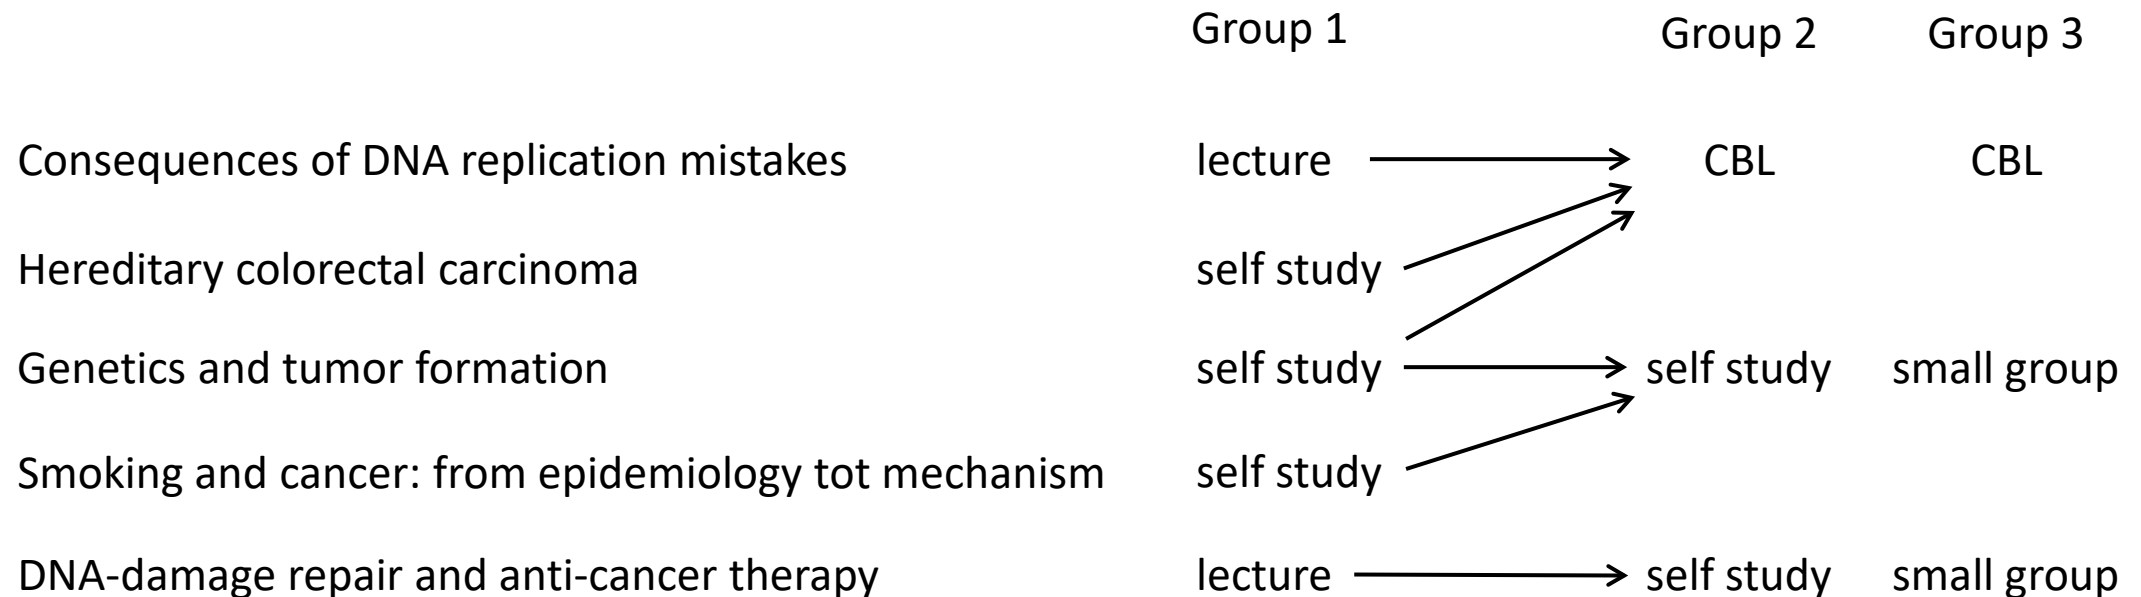 Group 1 Group 2 Group 3
Consequences of DNA replication mistakes lecture CBL CBL
Hereditary colorectal carcinoma self study
Genetics and tumor formation self study self study small group
Smoking and cancer: from epidemiology tot mechanism self study
DNA-damage repair and anti-cancer therapy lecture self study small group